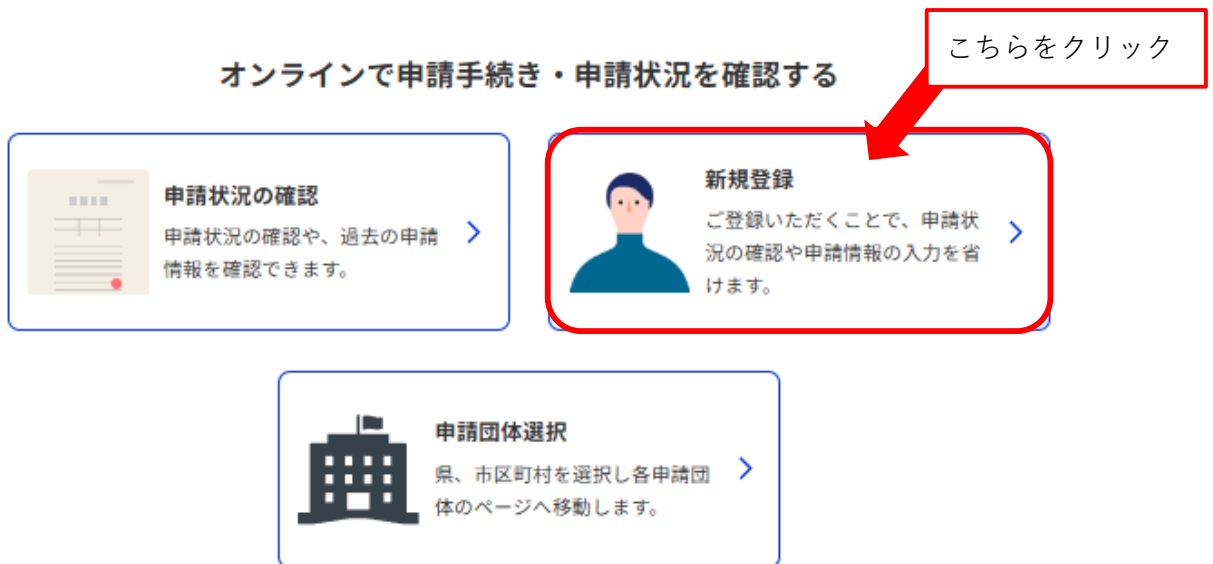 こちらをクリック
オンラインで申請手続き・申請状況を確認する
申請状況の確認
申請状況の確認や、過去の申請
情報を確認できます。
新規登録
ご登録いただくことで、申請状
況の確認や申請情報の入力を省
けます。
申請団体選択
県、市区町村を選択し各申請団
体のページへ移動します。